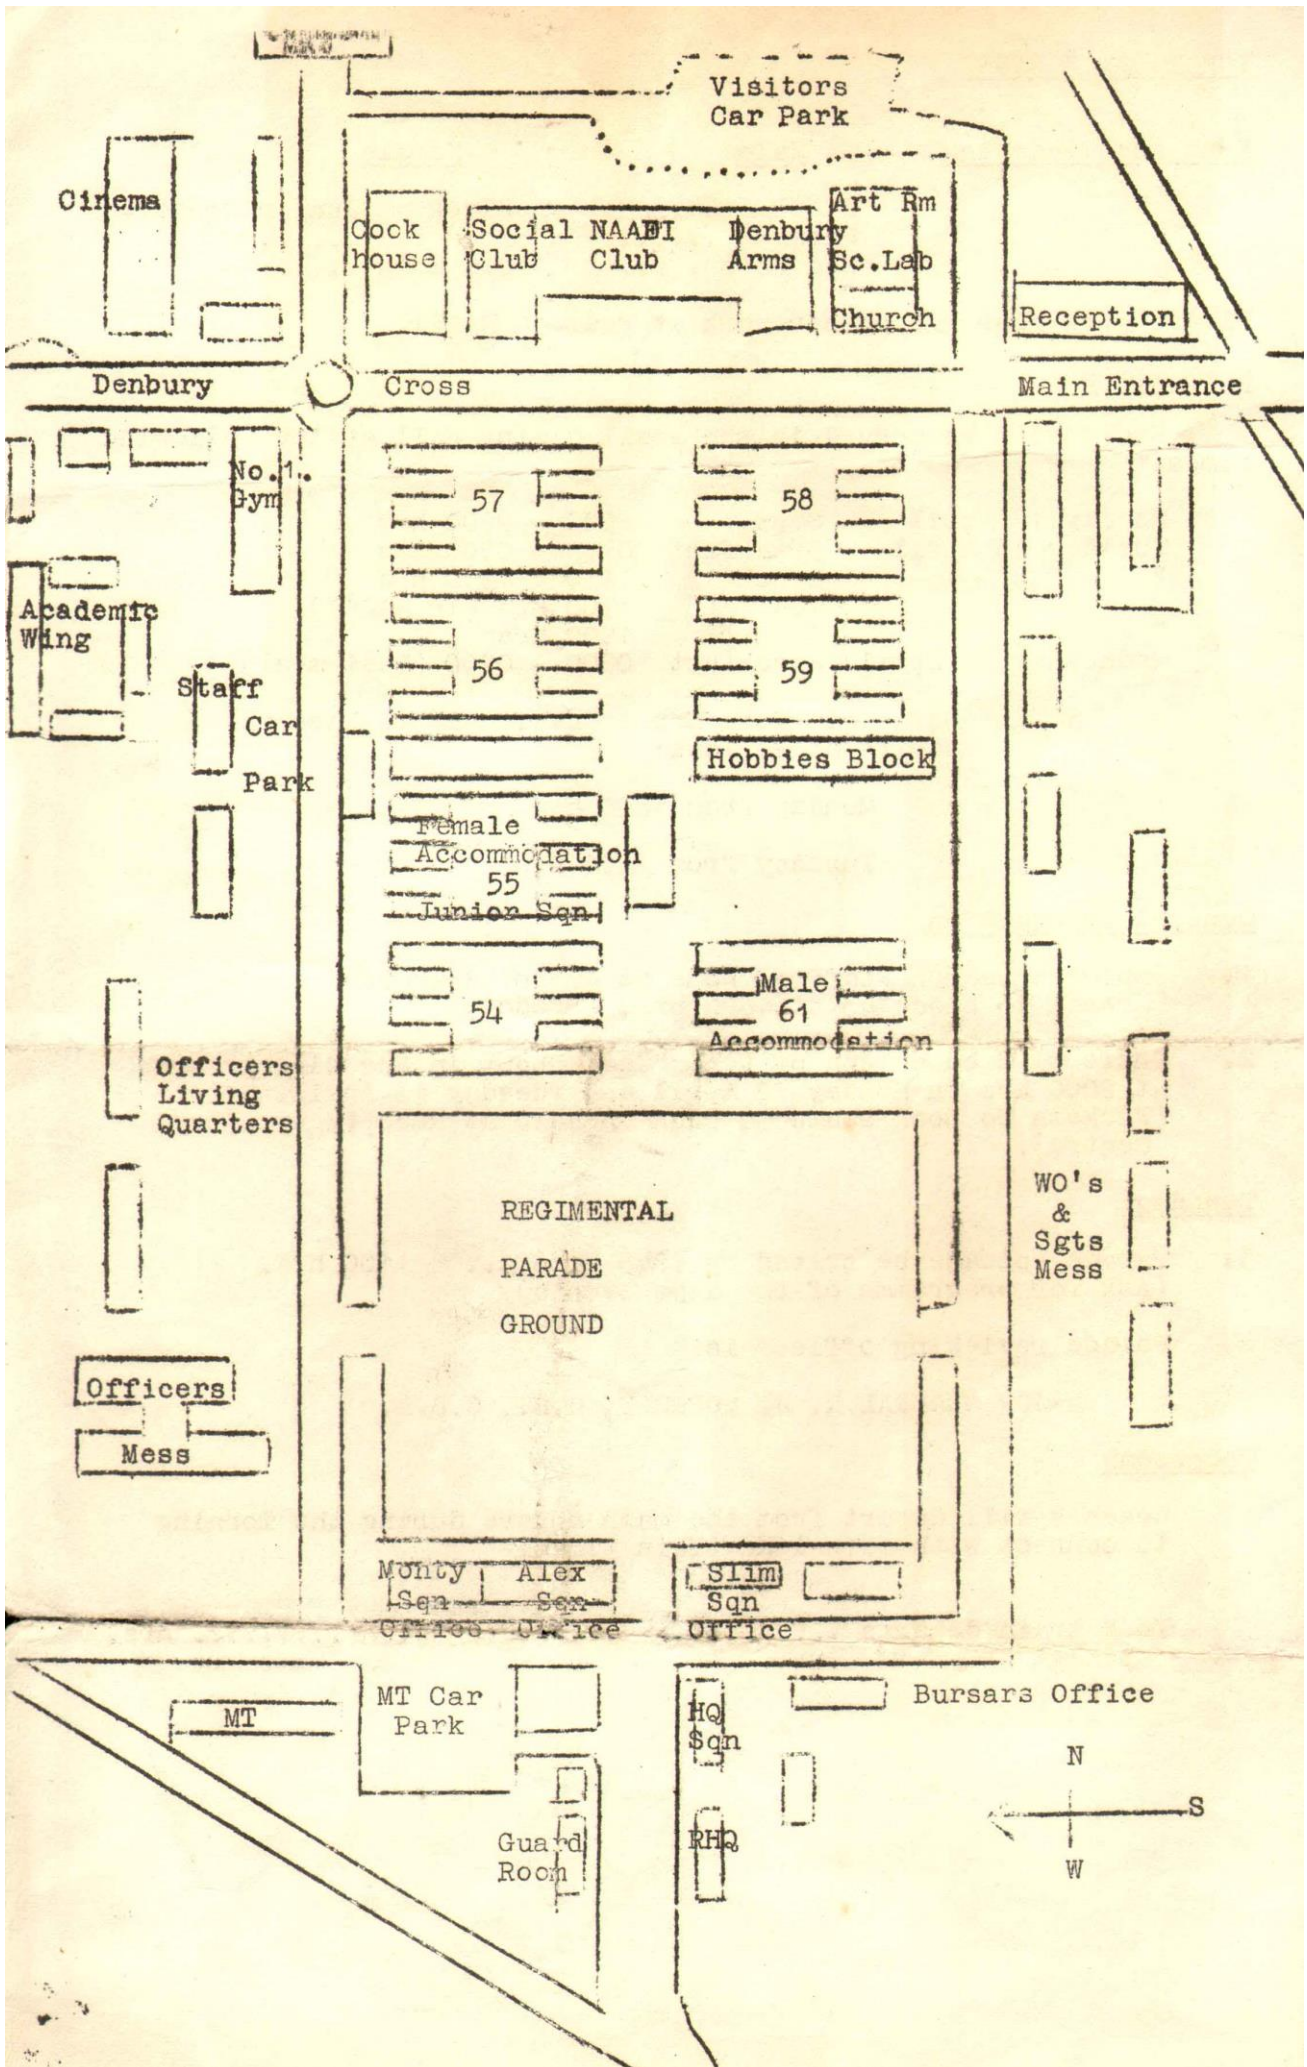 Visitors
Car Park
Cinema
Cock
house
Social
Club
NAAFI
Club
Denbury
Arms
Art Rm
Sc.Lab
Church
Reception
Denbury
Cross
Main Entrance
No.1.
Gym
57
58
Academic
Wing
56
59
Staff
Car
Park
Hobbies Block
Female
Accommodation
55
Junior Sqn
54
Male
61
Accommodation
Officers
Living
Quarters
REGIMENTAL
PARADE
GROUND
WO's
&
Sgts
Mess
Officers
Mess
Monty
Sqn
Office
Alex
Sqn
Office
Slim
Sqn
Office
MT
MT Car
Park
HQ
Sqn
Bursars Office
Guard
Room
RHQ
N
S
W